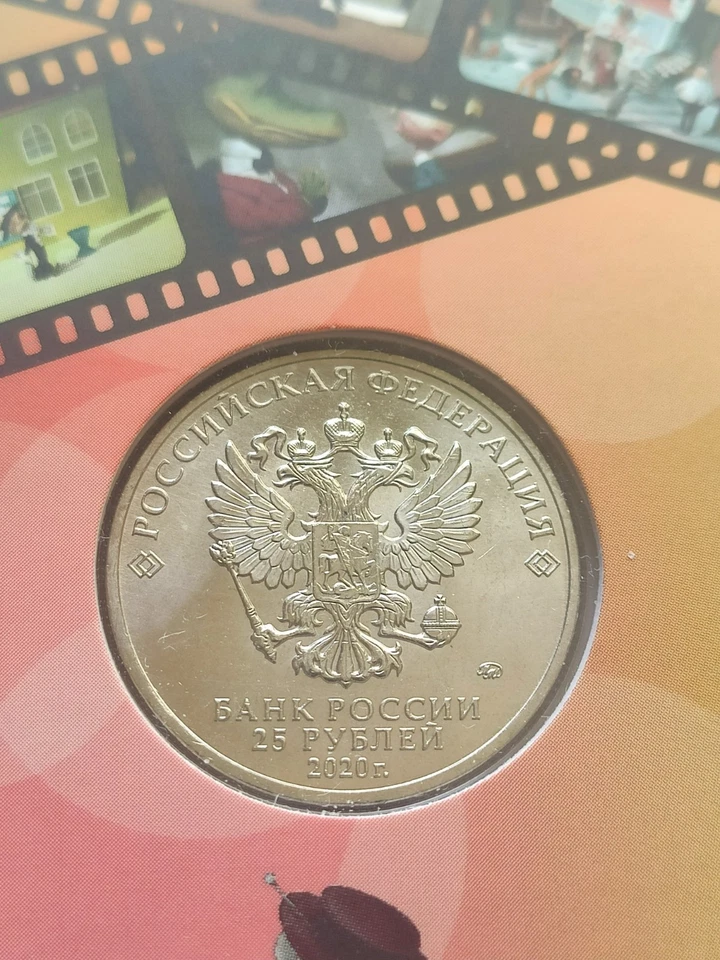 РОССИЙСКАЯ ФЕДЕРАЦИЯ
БАНК РОССИИ
25 РУБЛЕЙ
2020 г.